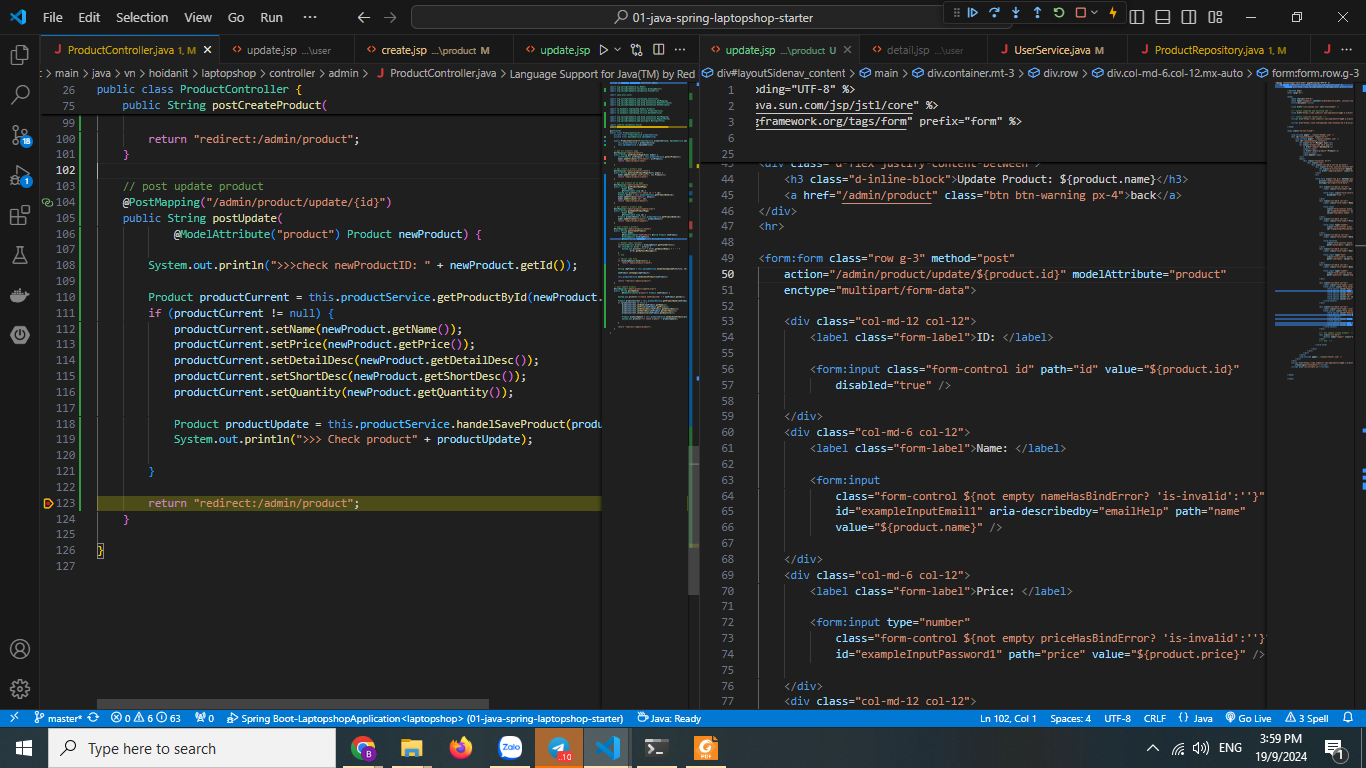 File Edit Selection View Go Run ··· 01-java-spring-laptopshop-starter
ProductController.java 1, M update.jsp ...\user create.jsp ...\product M update.jsp
update.jsp ...\product U detail.jsp ...\user UserService.java M ProductRepository.java 1, M
main > java > vn > hoidanit > laptopshop > controller > admin > ProductController.java > Language Support for Java(TM) by Red
div#layoutSidenav_content > main > div.container.mt-3 > div.row > div.col-md-6.col-12.mx-auto > form:form.row.g-3
26 public class ProductController {
75 public String postCreateProduct(
99
100 return "redirect:/admin/product";
101 }
102
103 // post update product
104 @PostMapping("/admin/product/update/{id}")
105 public String postUpdate(
106 @ModelAttribute("product") Product newProduct) {
107
108 System.out.println(">>>check newProductID: " + newProduct.getId());
109
110 Product productCurrent = this.productService.getProductById(newProduct.
111 if (productCurrent != null) {
112 productCurrent.setName(newProduct.getName());
113 productCurrent.setPrice(newProduct.getPrice());
114 productCurrent.setDetailDesc(newProduct.getDetailDesc());
115 productCurrent.setShortDesc(newProduct.getShortDesc());
116 productCurrent.setQuantity(newProduct.getQuantity());
117
118 Product productUpdate = this.productService.handelSaveProduct(produ
119 System.out.println(">>> Check product" + productUpdate);
120
121 }
122
123 return "redirect:/admin/product";
124 }
125
126 }
127
1 oding="UTF-8" %>
2 ava.sun.com/jsp/jstl/core" %>
3 gframework.org/tags/form" prefix="form" %>
6
25
43 <div class="d-flex justify-content-between">
44 <h3 class="d-inline-block">Update Product: ${product.name}</h3>
45 <a href="/admin/product" class="btn btn-warning px-4">back</a>
46 </div>
47 <hr>
48
49 <form:form class="row g-3" method="post"
50 action="/admin/product/update/${product.id}" modelAttribute="product"
51 enctype="multipart/form-data">
52
53 <div class="col-md-12 col-12">
54 <label class="form-label">ID: </label>
55
56 <form:input class="form-control id" path="id" value="${product.id}"
57 disabled="true" />
58
59 </div>
60 <div class="col-md-6 col-12">
61 <label class="form-label">Name: </label>
62
63 <form:input
64 class="form-control ${not empty nameHasBindError? 'is-invalid':''}"
65 id="exampleInputEmail1" aria-describedby="emailHelp" path="name"
66 value="${product.name}" />
67
68 </div>
69 <div class="col-md-6 col-12">
70 <label class="form-label">Price: </label>
71
72 <form:input type="number"
73 class="form-control ${not empty priceHasBindError? 'is-invalid':''}"
74 id="exampleInputPassword1" path="price" value="${product.price}" />
75
76 </div>
77 <div class="col-md-12 col-12">
18
1
master* 0 6 63 0 Spring Boot-LaptopshopApplication<laptopshop> (01-java-spring-laptopshop-starter) Java: Ready Ln 102, Col 1 Spaces: 4 UTF-8 CRLF {} Java Go Live 3 Spell
Type here to search Zalo ..10 ENG 3:59 PM
19/9/2024 1